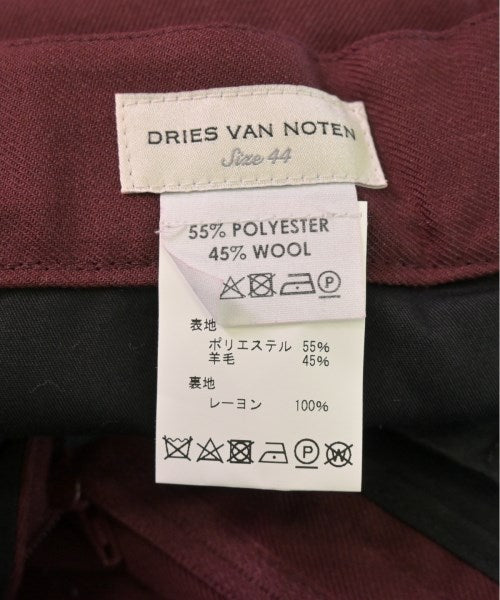 DRIES VAN NOTEN
Size 44
55% POLYESTER
45% WOOL
P
表地
ポリエステル 55%
羊毛 45%
裏地
レーヨン 100%
P W